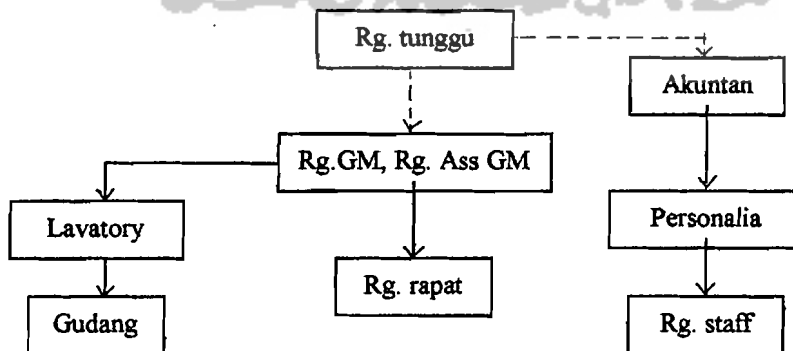 Rg. tunggu
Akuntan
Rg.GM, Rg. Ass GM
Lavatory
Personalia
Rg. rapat
Gudang
Rg. staff